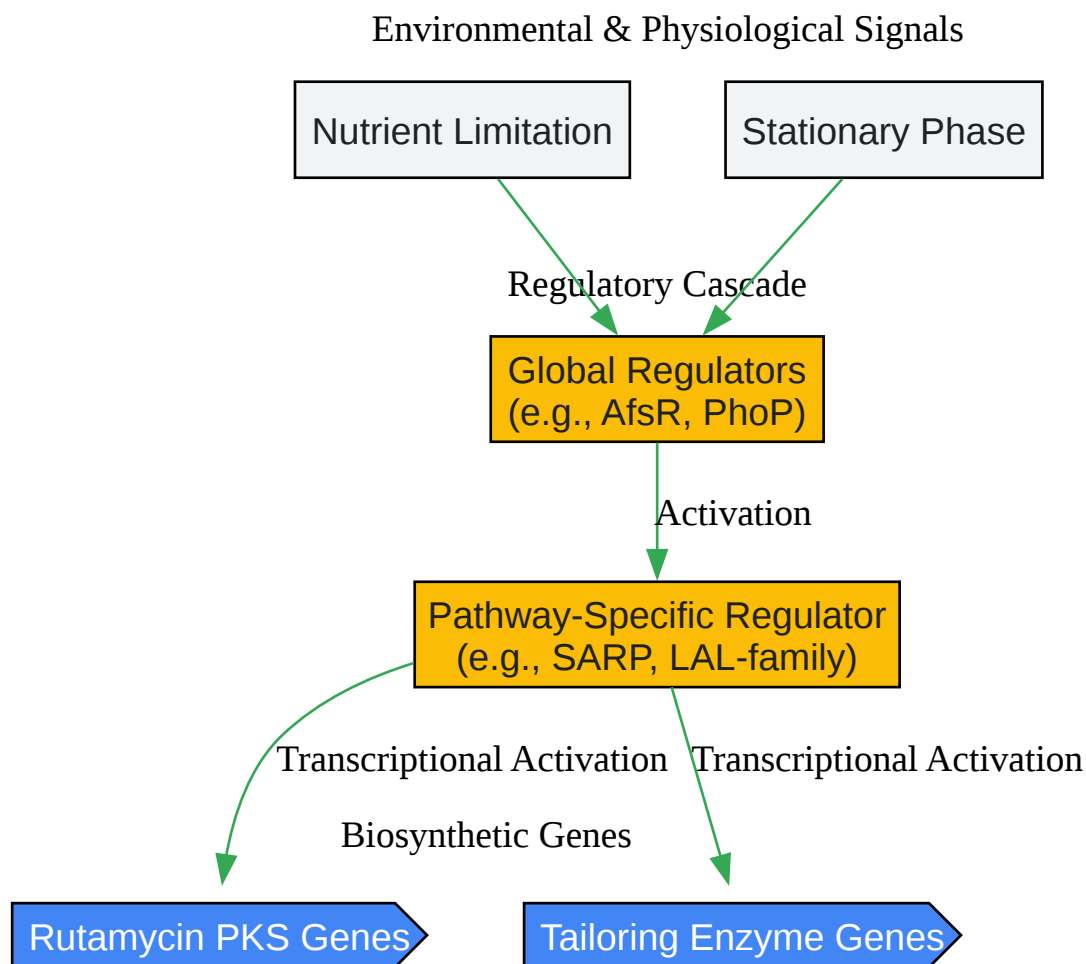 Environmental & Physiological Signals
Nutrient Limitation
Stationary Phase
Regulatory Cascade
Global Regulators
(e.g., AfsR, PhoP)
Activation
Pathway-Specific Regulator
(e.g., SARP, LAL-family)
Transcriptional Activation
Transcriptional Activation
Biosynthetic Genes
Rutamycin PKS Genes
Tailoring Enzyme Genes